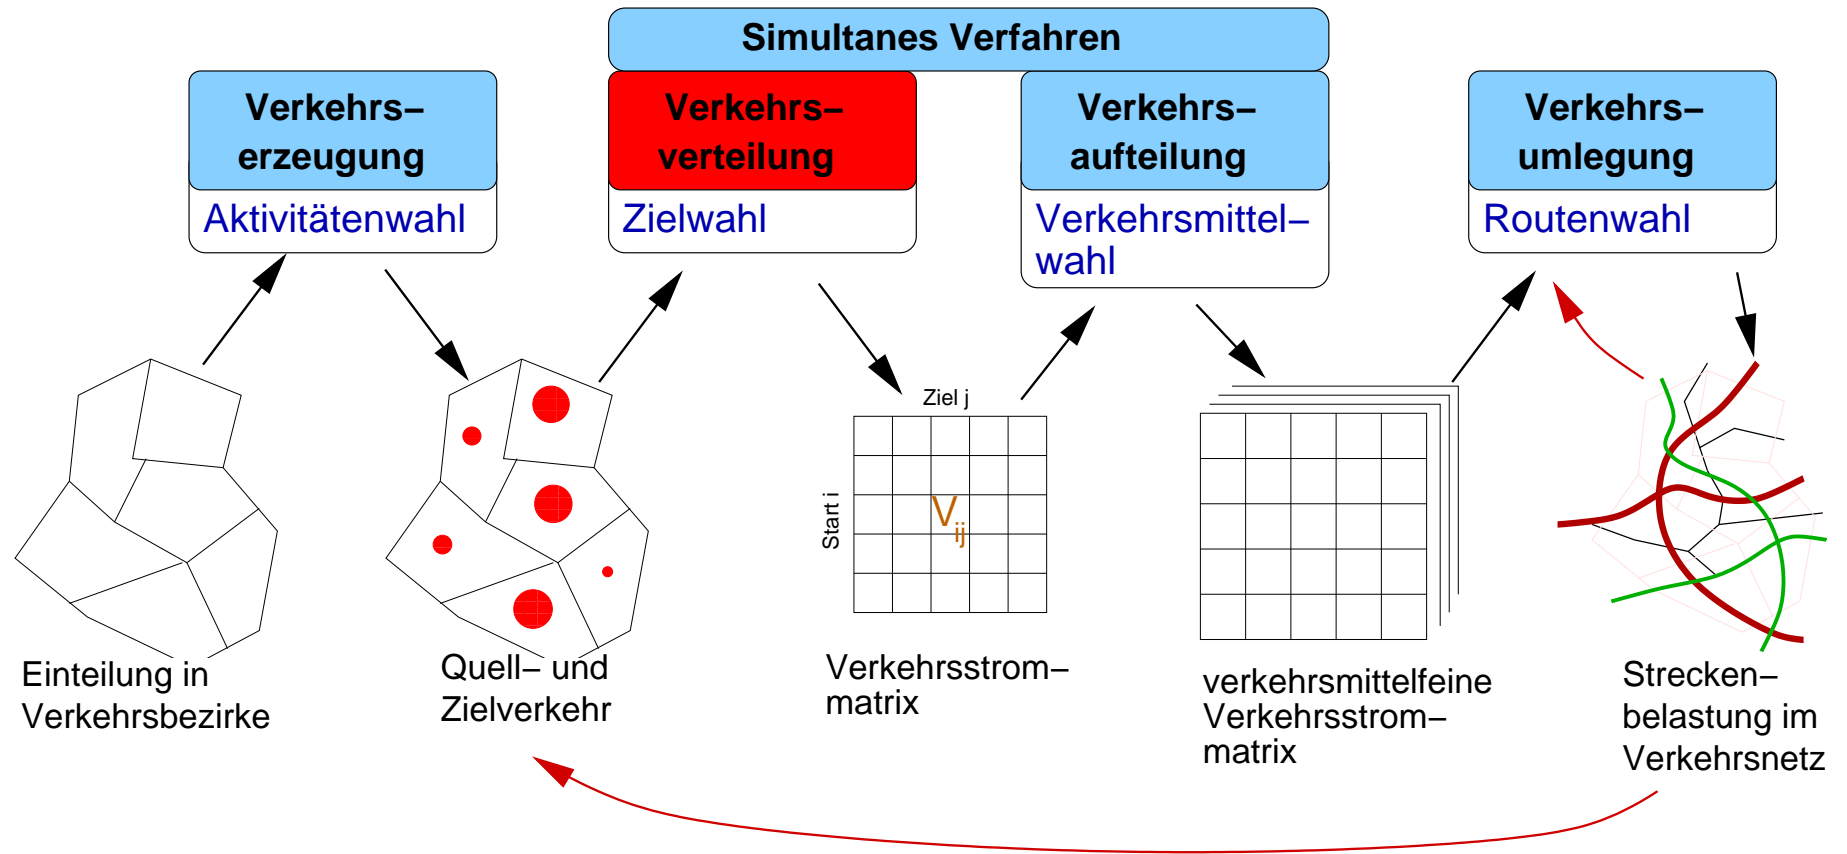 Simultanes Verfahren
Verkehrs–
erzeugung
Aktivitätenwahl
Verkehrs–
verteilung
Zielwahl
Verkehrs–
aufteilung
Verkehrsmittel–
wahl
Verkehrs–
umlegung
Routenwahl
Einteilung in
Verkehrsbezirke
Quell– und
Zielverkehr
Ziel j
Start i
V_ij
Verkehrsstrom–
matrix
verkehrsmittelfeine
Verkehrsstrom–
matrix
Strecken–
belastung im
Verkehrsnetz